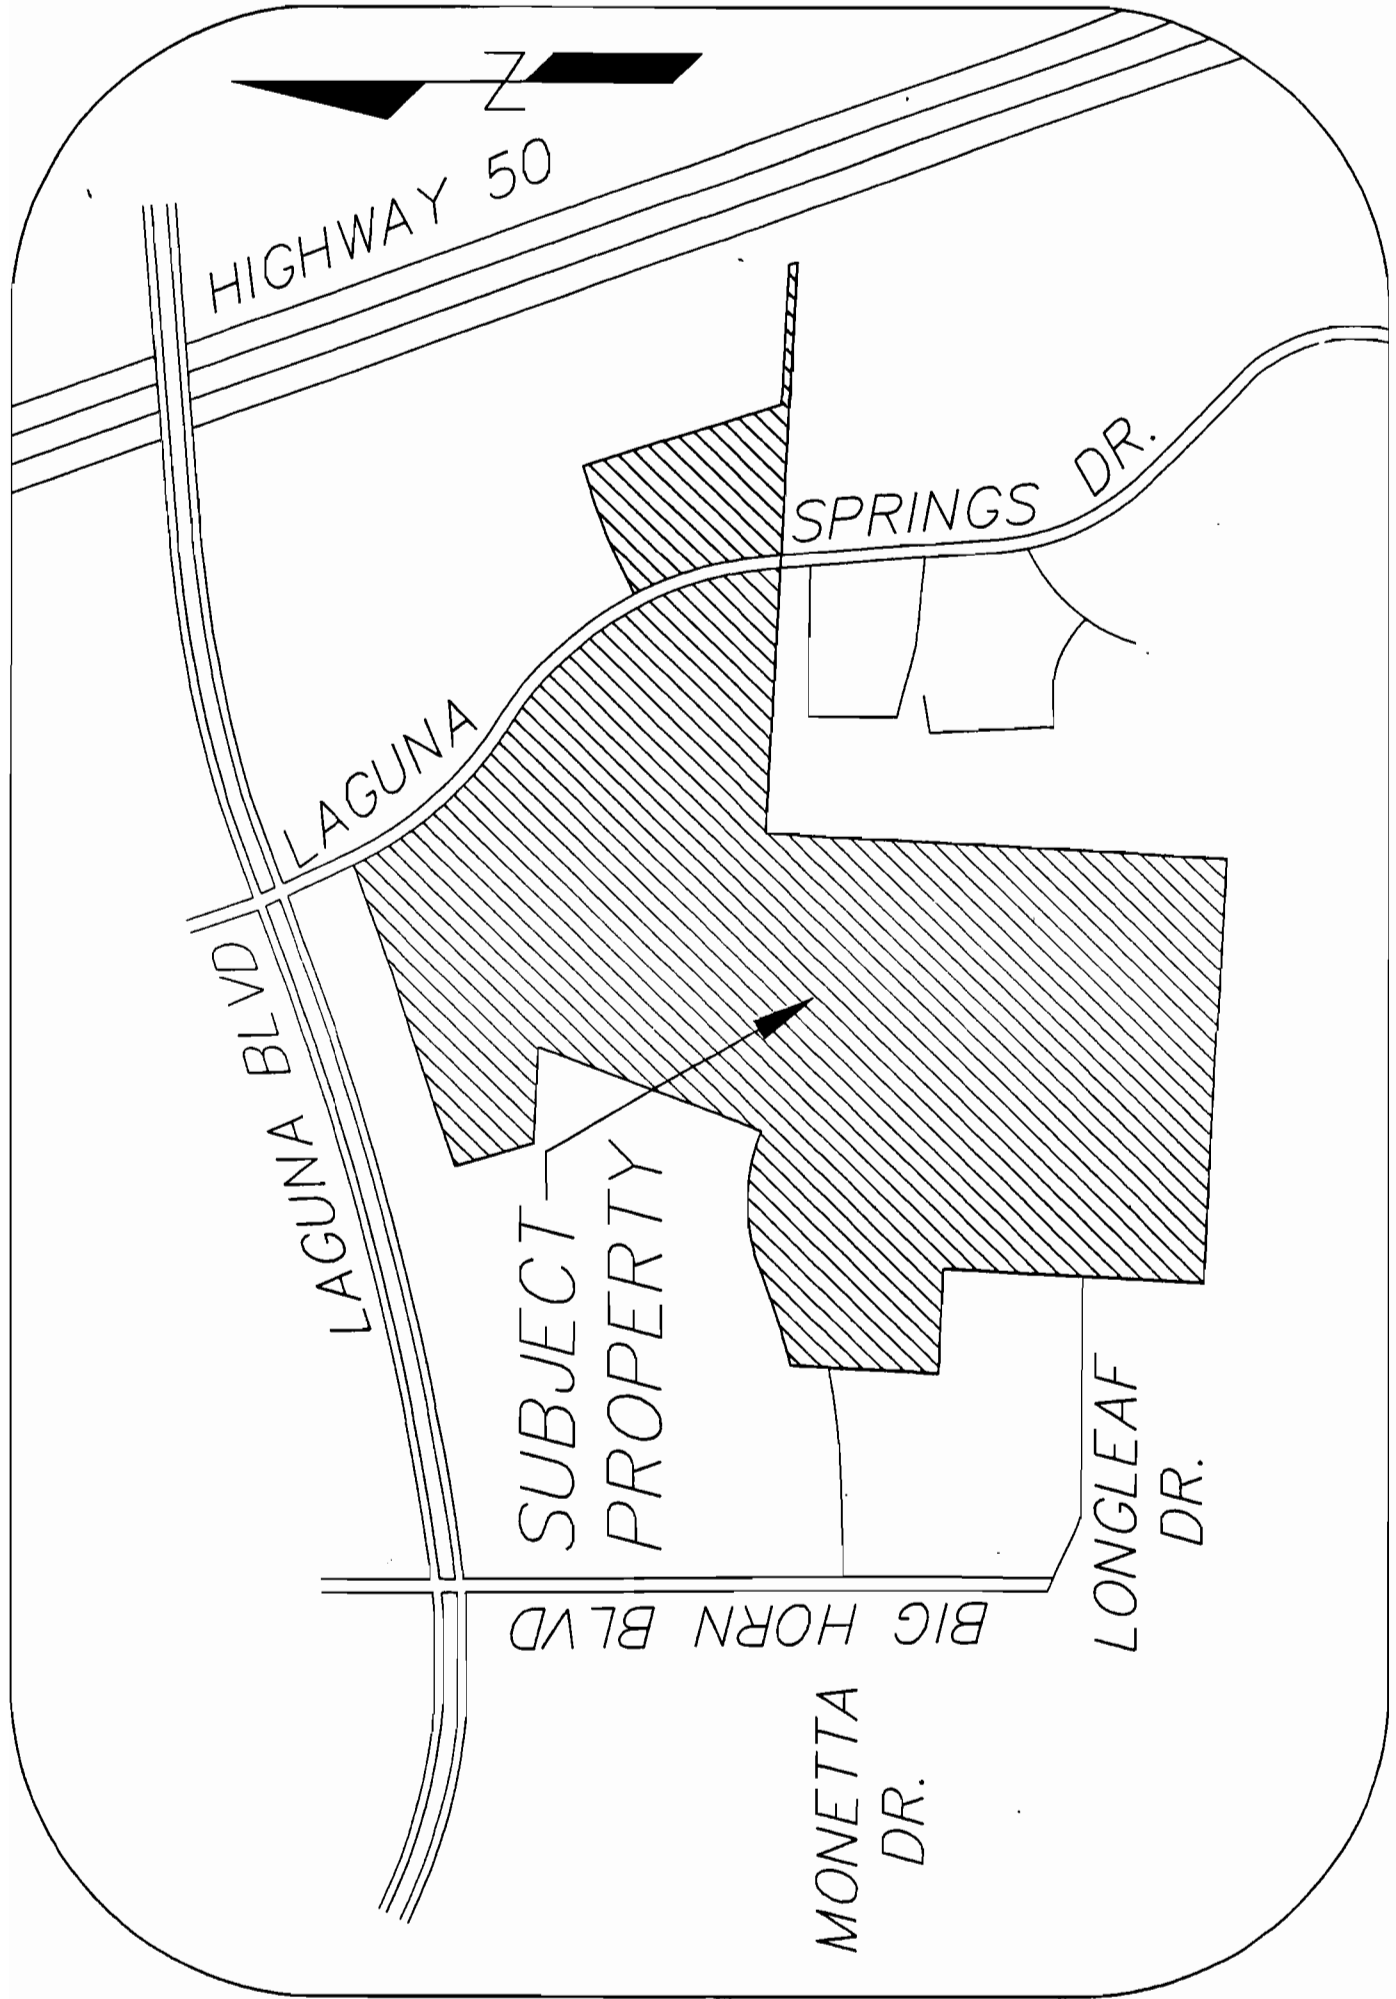 N
HIGHWAY 50
LAGUNA SPRINGS DR.
LAGUNA BLVD
SUBJECT
PROPERTY
BIG HORN BLVD
LONGLEAF
DR.
MONETTA
DR.